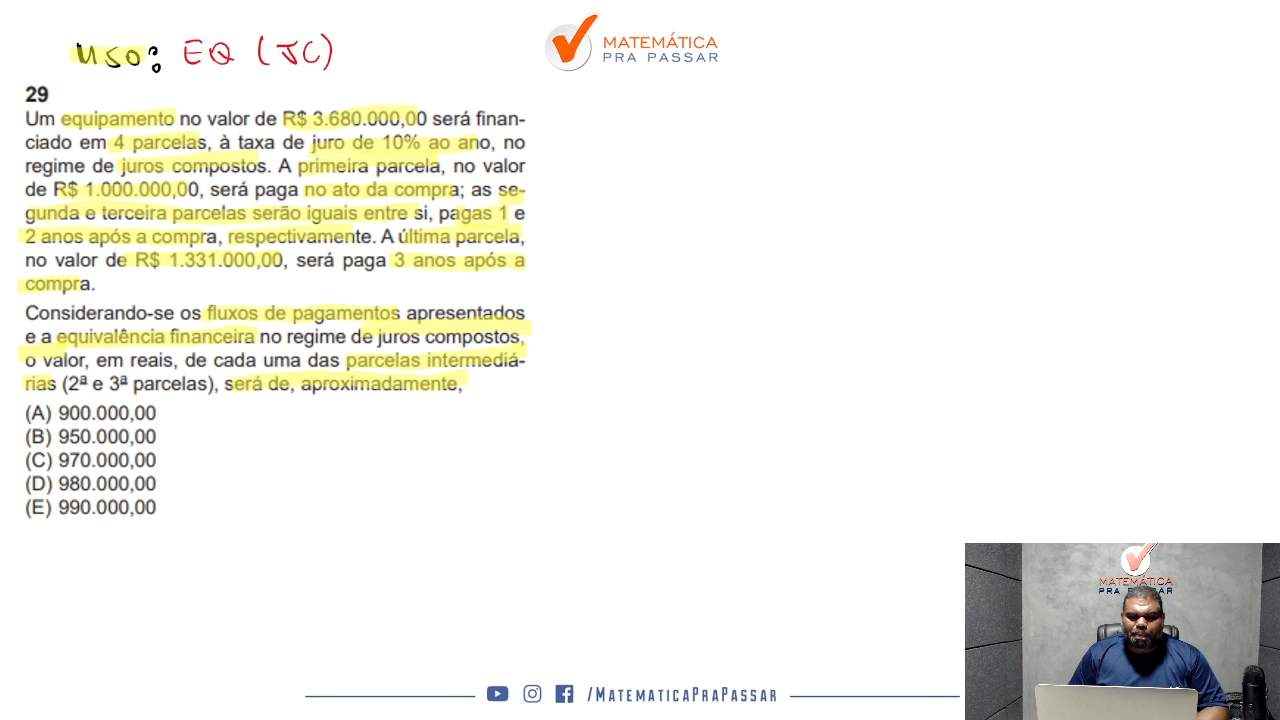 uso: EQ (JC)
MATEMÁTICA
PRA PASSAR
29
Um equipamento no valor de R$ 3.680.000,00 será finan-
ciado em 4 parcelas, à taxa de juro de 10% ao ano, no
regime de juros compostos. A primeira parcela, no valor
de R$ 1.000.000,00, será paga no ato da compra; as se-
gunda e terceira parcelas serão iguais entre si, pagas 1 e
2 anos após a compra, respectivamente. A última parcela,
no valor de R$ 1.331.000,00, será paga 3 anos após a
compra.
Considerando-se os fluxos de pagamentos apresentados
e a equivalência financeira no regime de juros compostos,
o valor, em reais, de cada uma das parcelas intermediá-
rias (2ª e 3ª parcelas), será de, aproximadamente,
(A) 900.000,00
(B) 950.000,00
(C) 970.000,00
(D) 980.000,00
(E) 990.000,00
MATEMÁTICA
PRA PASSAR
/MATEMATICAPRAPASSAR